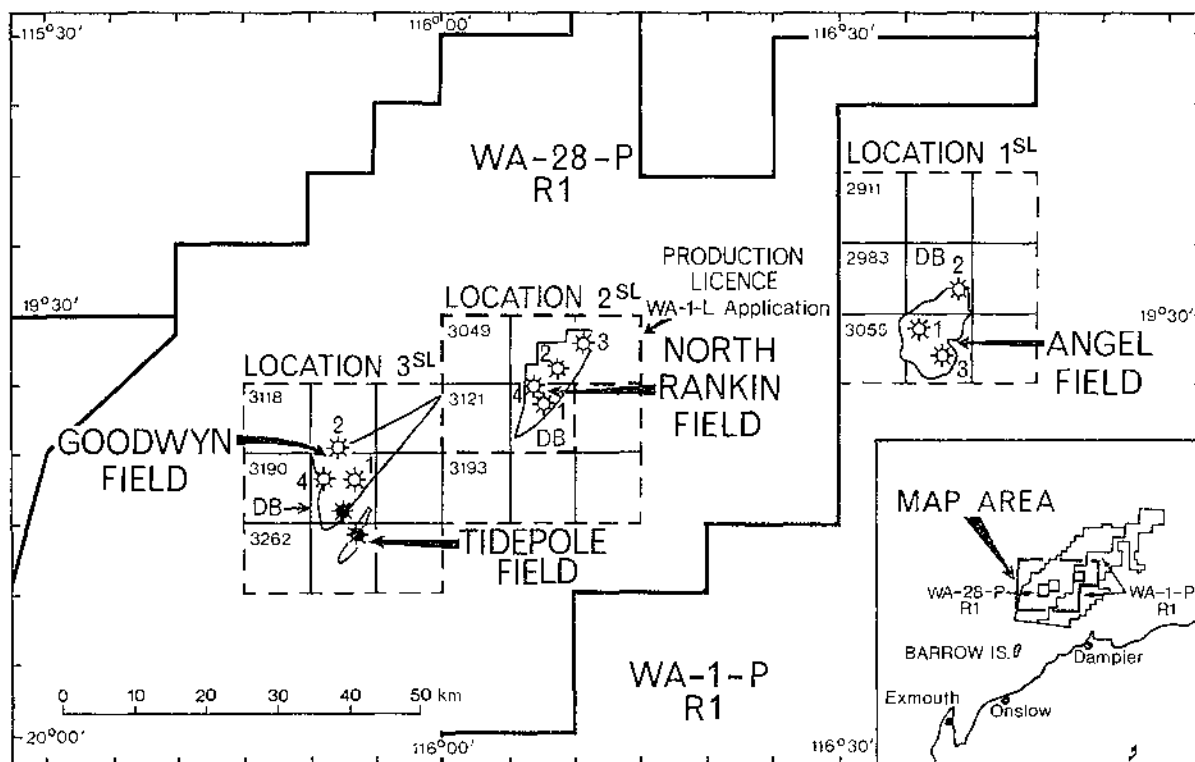 115°30'
116°00'
116°30'
WA-28-P
R1
LOCATION 1SL
2911
2983
DB
2
3055
1
3
ANGEL
FIELD
19°30'
19°30'
PRODUCTION
LICENCE
WA-1-L Application
LOCATION 2SL
3049
3
2
4
1
DB
3121
3193
NORTH
RANKIN
FIELD
LOCATION 3SL
3118
2
GOODWYN
FIELD
3190
4
1
DB
3262
TIDEPOLE
FIELD
MAP AREA
WA-28-P
R1
WA-1-P
R1
BARROW IS.
Dampier
Exmouth
Onslow
WA-1-P
R1
0 10 20 30 40 50 km
20°00'
116°00'
116°30'